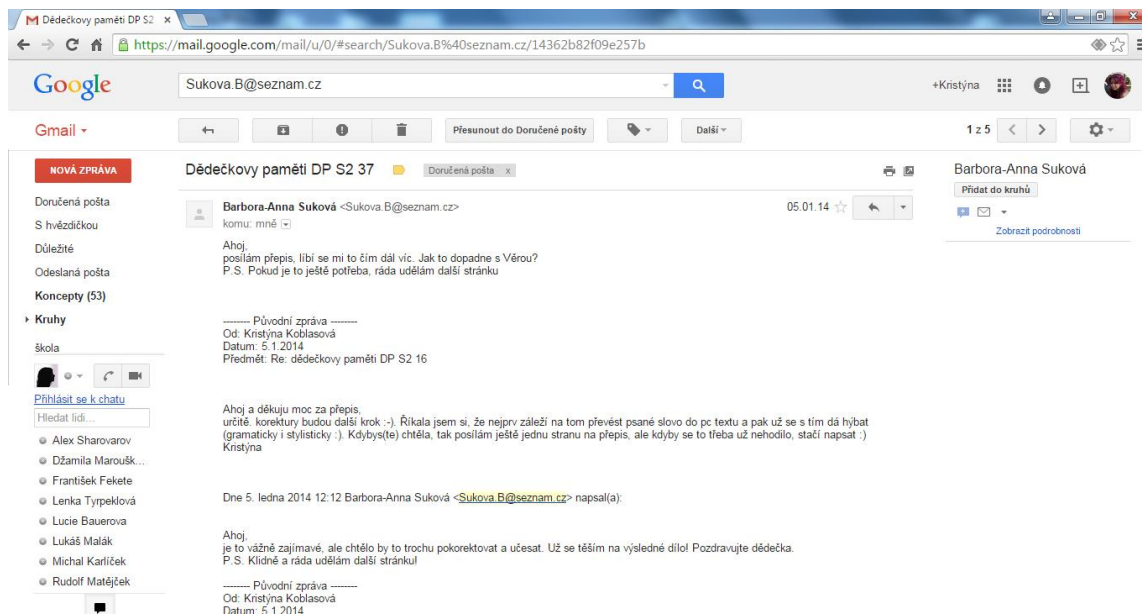 Dědečkovy paměti DP S2
https://mail.google.com/mail/u/0/#search/Sukova.B%40seznam.cz/14362b82f09e257b
Google
Sukova.B@seznam.cz
+Kristýna
Gmail
Přesunout do Doručené pošty
Další
1 z 5
NOVÁ ZPRÁVA
Doručená pošta
S hvězdičkou
Důležité
Odeslaná pošta
Koncepty (53)
Kruhy
škola
Přihlásit se k chatu
Hledat lidi...
Alex Sharovarov
Džamila Maroušk...
František Fekete
Lenka Tyrpeklová
Lucie Bauerova
Lukáš Malák
Michal Karlíček
Rudolf Matějček
Dědečkovy paměti DP S2 37
Doručená pošta x
Barbora-Anna Suková <Sukova.B@seznam.cz>
05.01.14
komu: mně
Ahoj,
posílám přepis, líbí se mi to čím dál víc. Jak to dopadne s Věrou?
P.S. Pokud je to ještě potřeba, ráda udělám další stránku
-------- Původní zpráva --------
Od: Kristýna Koblasová
Datum: 5.1.2014
Předmět: Re: dědečkovy paměti DP S2 16
Ahoj a děkuju moc za přepis,
určitě. korektury budou další krok :-). Říkala jsem si, že nejprv záleží na tom převést psané slovo do pc textu a pak už se s tím dá hýbat
(gramaticky i stylisticky :). Kdybys(te) chtěla, tak posílám ještě jednu stranu na přepis, ale kdyby se to třeba už nehodilo, stačí napsat :)
Kristýna
Dne 5. ledna 2014 12:12 Barbora-Anna Suková <Sukova.B@seznam.cz> napsal(a):
Ahoj,
je to vážně zajímavé, ale chtělo by to trochu pokorektovat a učesat. Už se těším na výsledné dílo! Pozdravujte dědečka.
P.S. Klidně a ráda udělám další stránku!
-------- Původní zpráva --------
Od: Kristýna Koblasová
Datum: 5.1.2014
Barbora-Anna Suková
Přidat do kruhů
Zobrazit podrobnosti